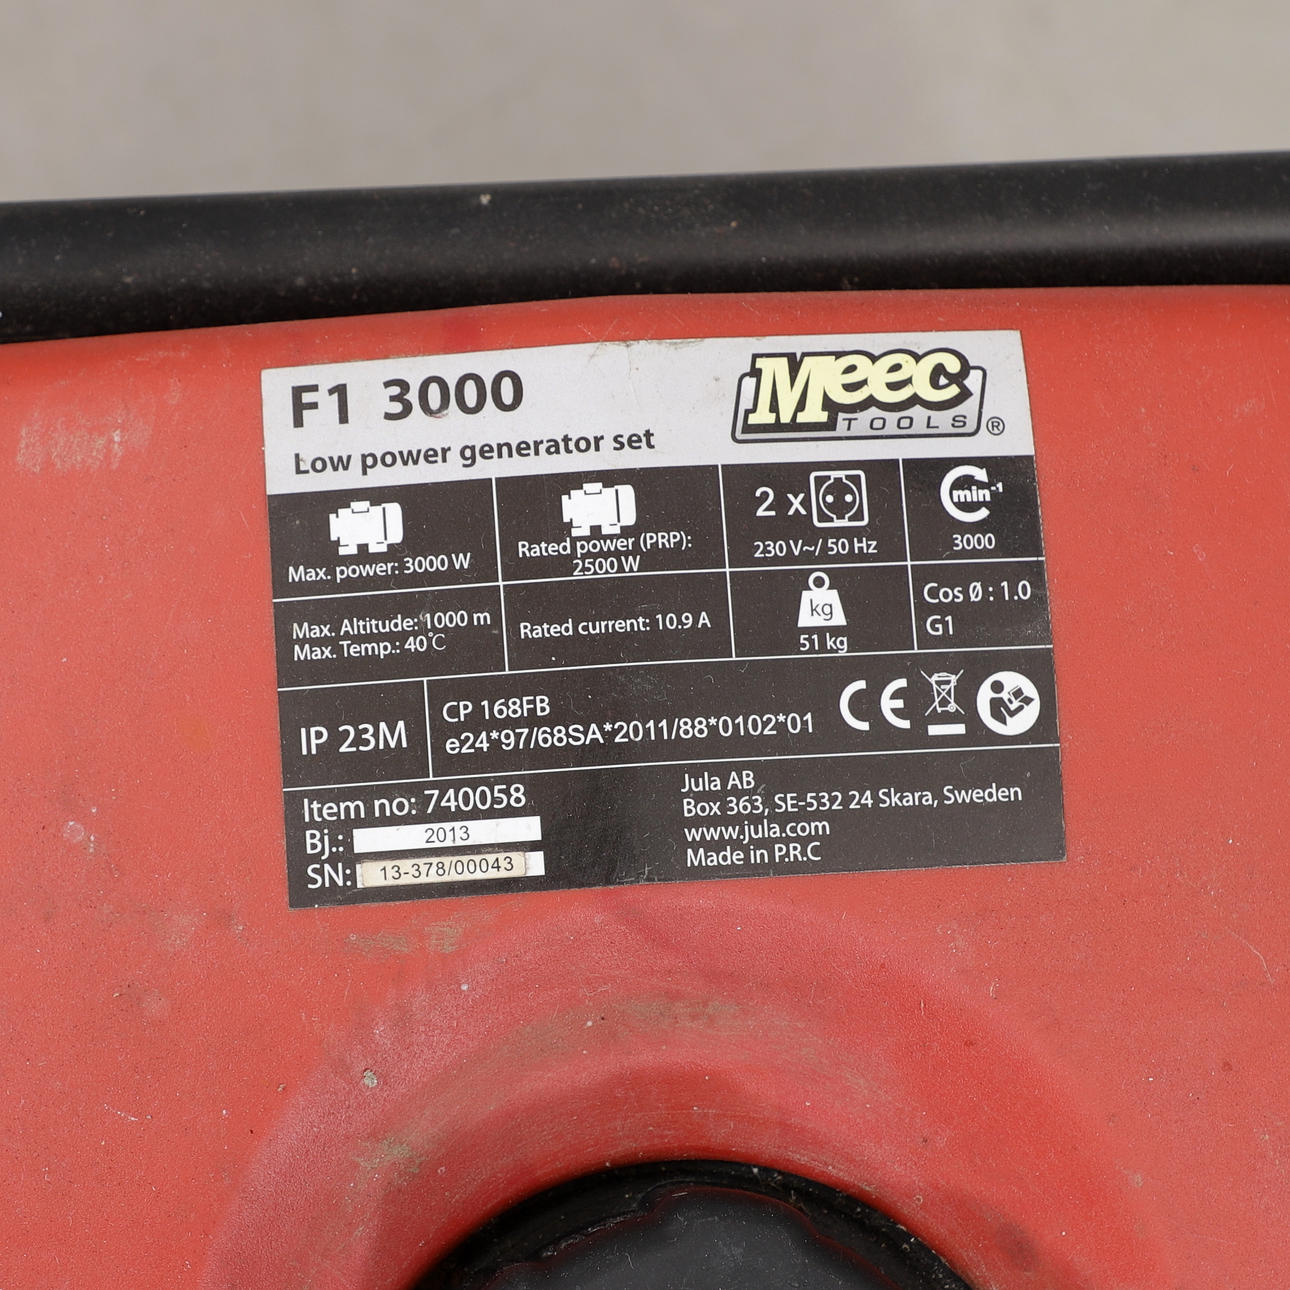 F1 3000
Low power generator set
Meec
TOOLS ®
Max. power: 3000 W
Rated power (PRP):
2500 W
2 x
230 V~/ 50 Hz
min-1
3000
Max. Altitude: 1000 m
Max. Temp.: 40℃
Rated current: 10.9 A
kg
51 kg
Cos Ø : 1.0
G1
IP 23M
CP 168FB
e24*97/68SA*2011/88*0102*01
CE
Item no: 740058
Bj.: 2013
SN: 13-378/00043
Jula AB
Box 363, SE-532 24 Skara, Sweden
www.jula.com
Made in P.R.C